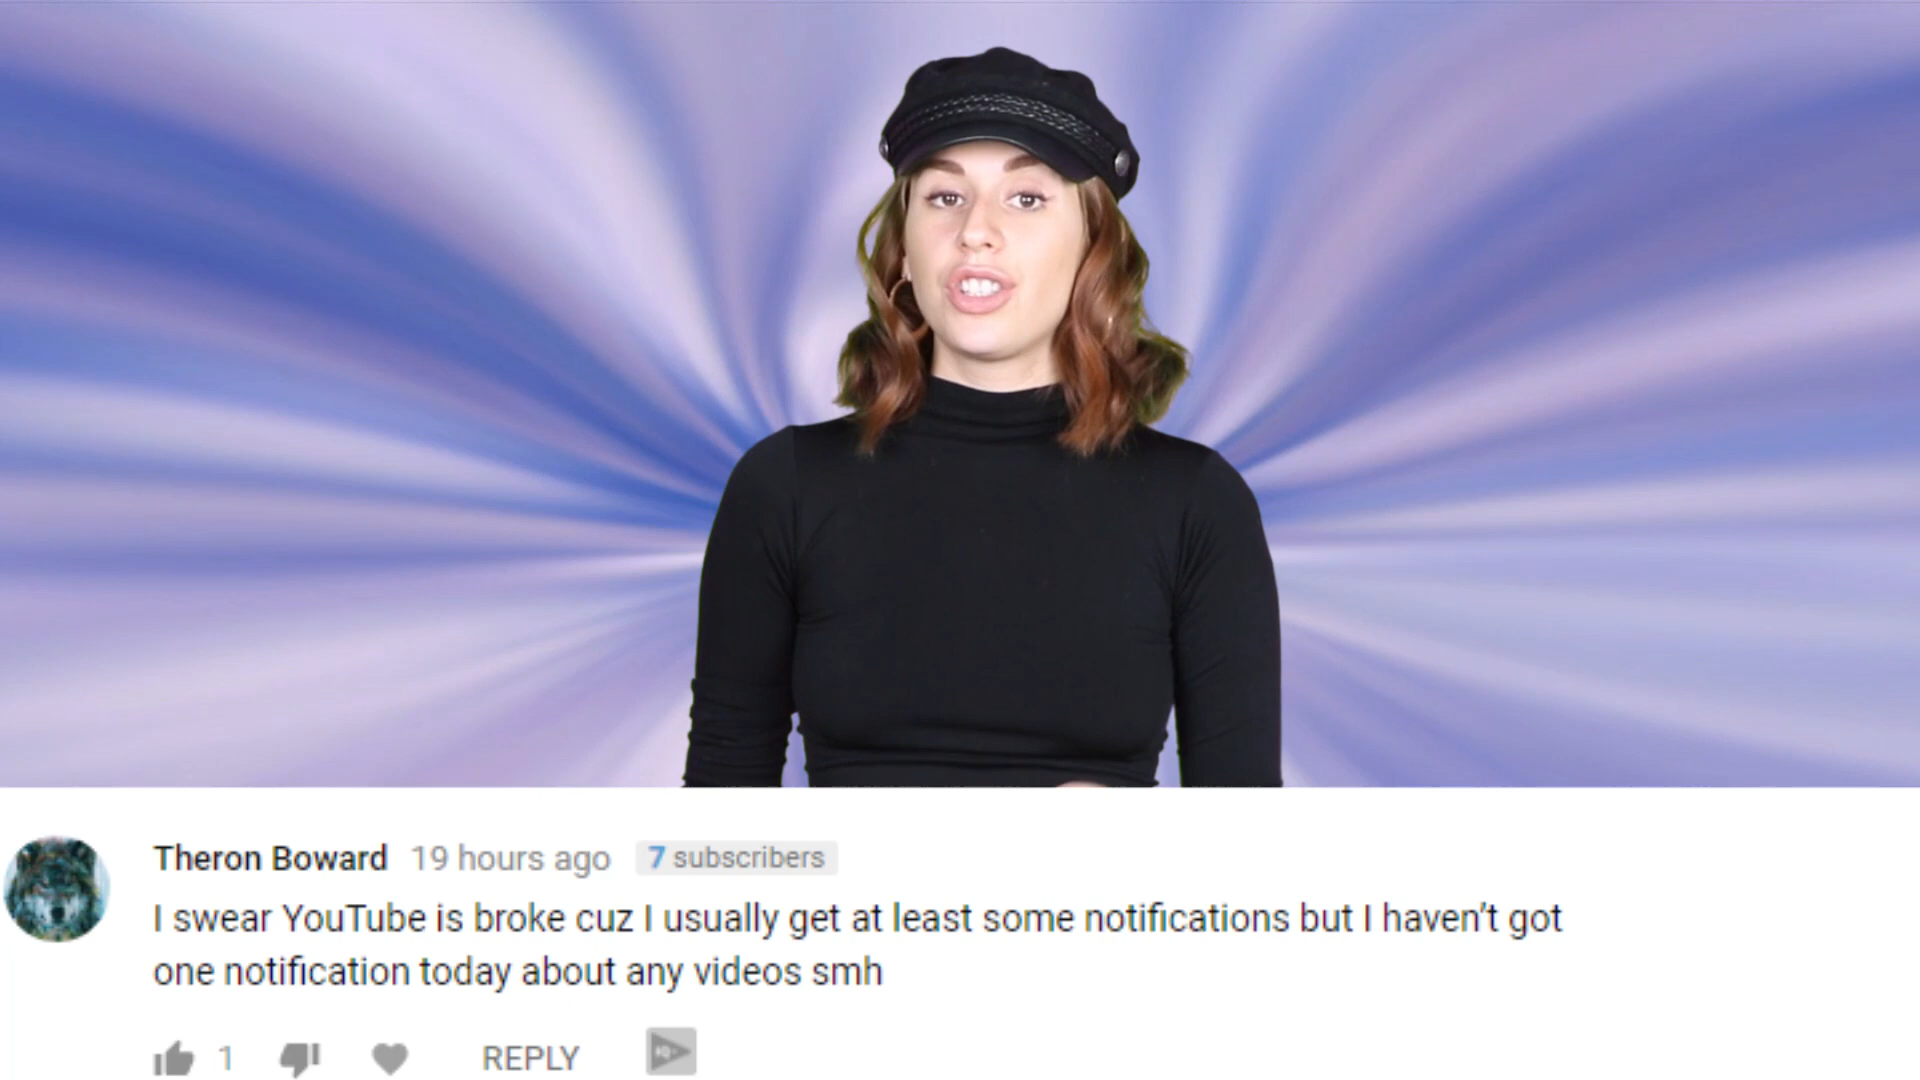 Theron Boward 19 hours ago 7 subscribers
I swear YouTube is broke cuz I usually get at least some notifications but I haven't got
one notification today about any videos smh
1 REPLY